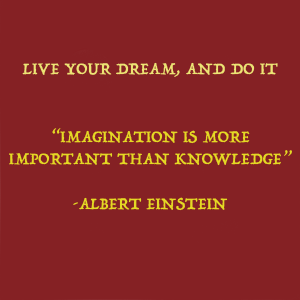 LIVE YOUR DREAM, AND DO IT
“IMAGINATION IS MORE
IMPORTANT THAN KNOWLEDGE”
-ALBERT EINSTEIN